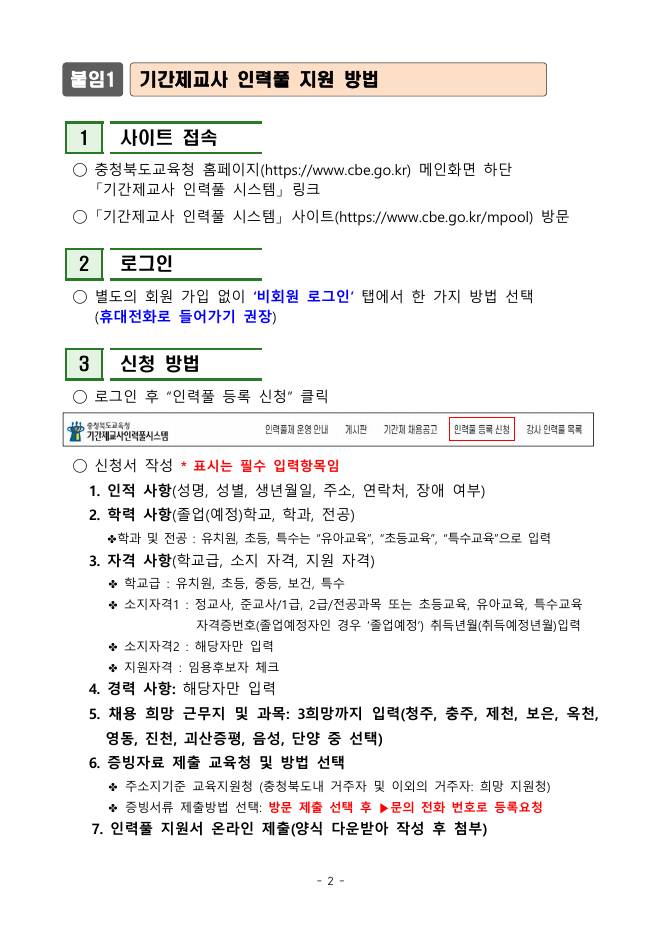 붙임1 기간제교사 인력풀 지원 방법
1 사이트 접속
○ 충청북도교육청 홈페이지(https://www.cbe.go.kr) 메인화면 하단
「기간제교사 인력풀 시스템」링크
○「기간제교사 인력풀 시스템」사이트(https://www.cbe.go.kr/mpool) 방문
2 로그인
○ 별도의 회원 가입 없이 ‘비회원 로그인’ 탭에서 한 가지 방법 선택
(휴대전화로 들어가기 권장)
3 신청 방법
○ 로그인 후 “인력풀 등록 신청” 클릭
충청북도교육청
기간제교사인력풀시스템 인력풀제 운영 안내 게시판 기간제 채용공고 인력풀 등록 신청 강사 인력풀 목록
○ 신청서 작성 * 표시는 필수 입력항목임
1. 인적 사항(성명, 성별, 생년월일, 주소, 연락처, 장애 여부)
2. 학력 사항(졸업(예정)학교, 학과, 전공)
✤학과 및 전공 : 유치원, 초등, 특수는 “유아교육”, “초등교육”, “특수교육”으로 입력
3. 자격 사항(학교급, 소지 자격, 지원 자격)
✤ 학교급 : 유치원, 초등, 중등, 보건, 특수
✤ 소지자격1 : 정교사, 준교사/1급, 2급/전공과목 또는 초등교육, 유아교육, 특수교육
자격증번호(졸업예정자인 경우 ‘졸업예정’) 취득년월(취득예정년월)입력
✤ 소지자격2 : 해당자만 입력
✤ 지원자격 : 임용후보자 체크
4. 경력 사항: 해당자만 입력
5. 채용 희망 근무지 및 과목: 3희망까지 입력(청주, 충주, 제천, 보은, 옥천,
영동, 진천, 괴산증평, 음성, 단양 중 선택)
6. 증빙자료 제출 교육청 및 방법 선택
✤ 주소지기준 교육지원청 (충청북도내 거주자 및 이외의 거주자: 희망 지원청)
✤ 증빙서류 제출방법 선택: 방문 제출 선택 후 ▶문의 전화 번호로 등록요청
7. 인력풀 지원서 온라인 제출(양식 다운받아 작성 후 첨부)
- 2 -